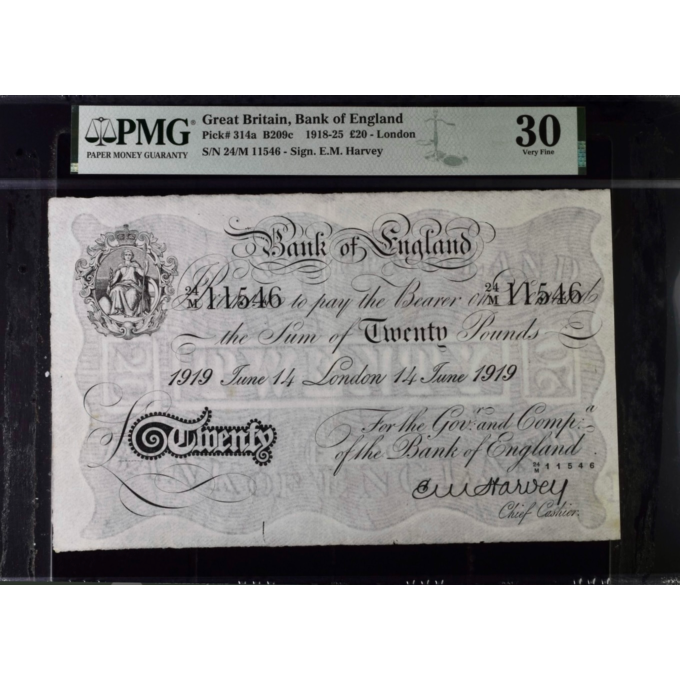 PMG
PAPER MONEY GUARANTY
Great Britain, Bank of England
Pick# 314a B209c 1918-25 £20 - London
S/N 24/M 11546 - Sign. E.M. Harvey
30
Very Fine
Bank of England
24/M 11546 24/M 11546
to pay the Bearer on
the Sum of Twenty Pounds
1919 June 14 London 14 June 1919
For the Govr. and Compa.
of the Bank of England
£ Twenty
24/M 11546
E M Harvey
Chief Cashier.